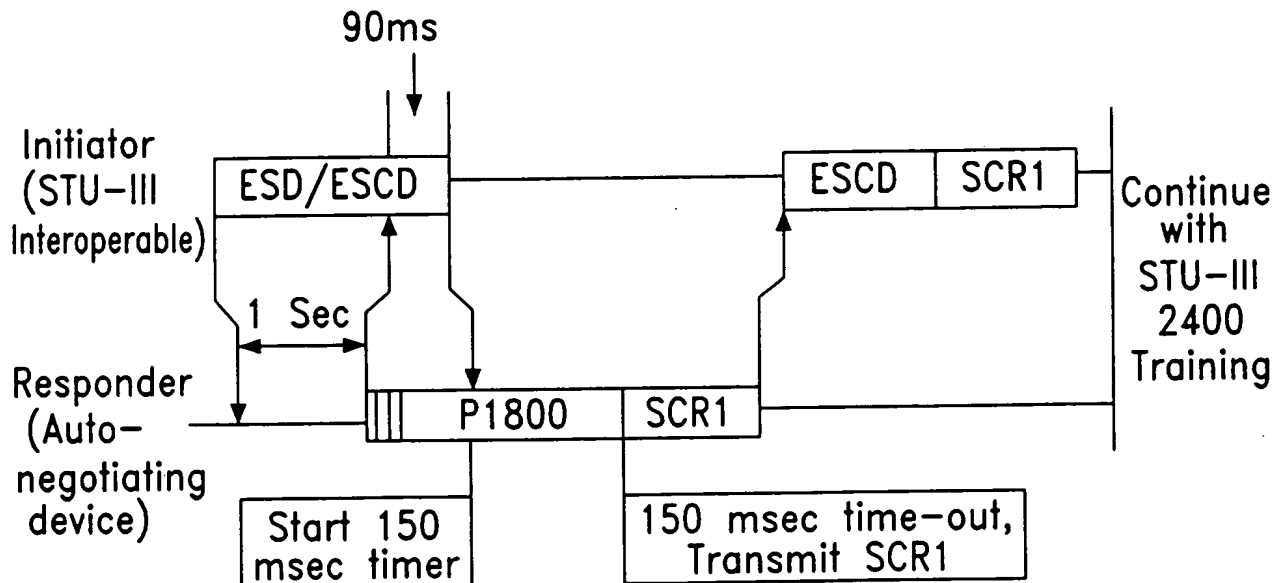 90ms
Initiator
(STU-III
Interoperable)
ESD/ESCD
ESCD
SCR1
Continue
with
STU-III
2400
Training
1 Sec
Responder
(Auto-
negotiating
device)
P1800
SCR1
Start 150
msec timer
150 msec time-out,
Transmit SCR1